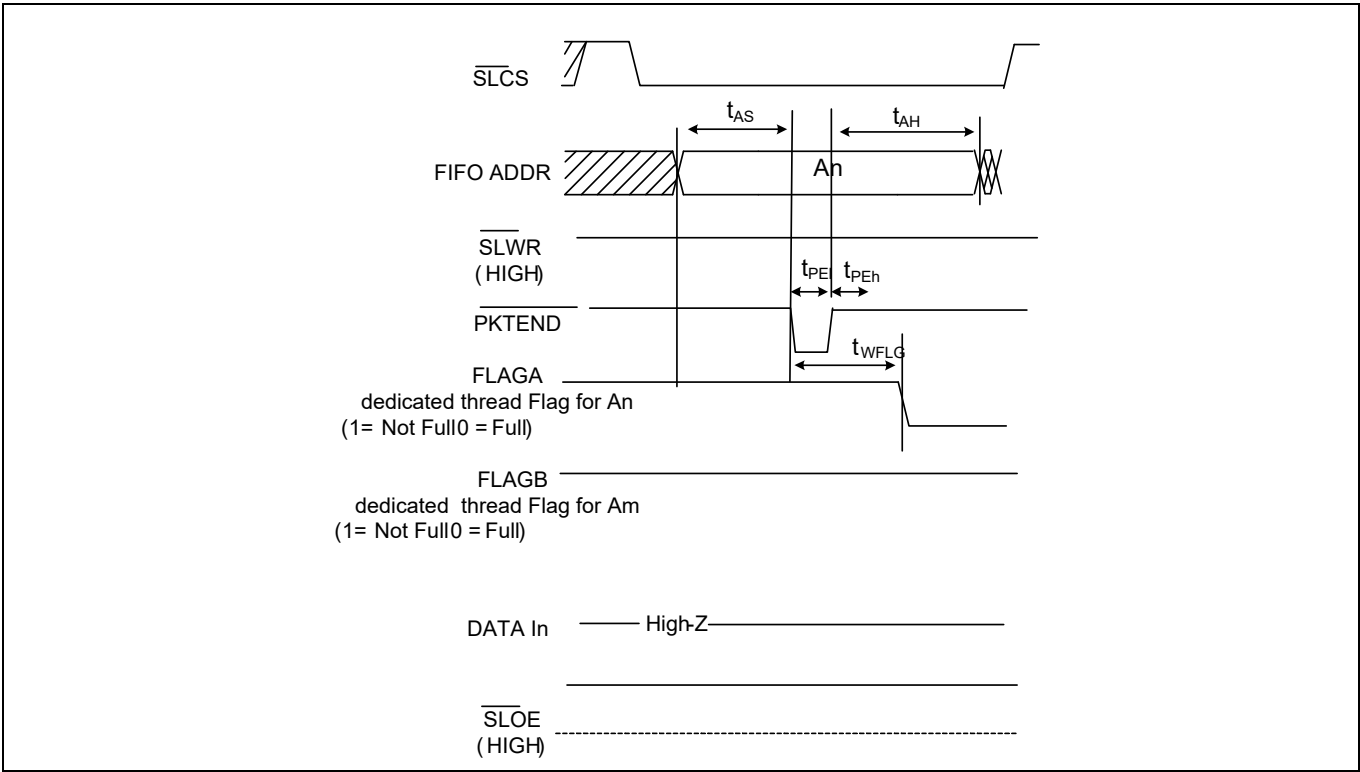 SLCS
tAS
tAH
FIFO ADDR
An
SLWR
(HIGH)
tPEl
tPEh
PKTEND
tWFLG
FLAGA
dedicated thread Flag for An
(1= Not Full0 = Full)
FLAGB
dedicated thread Flag for Am
(1= Not Full0 = Full)
DATA In
High-Z
SLOE
(HIGH)